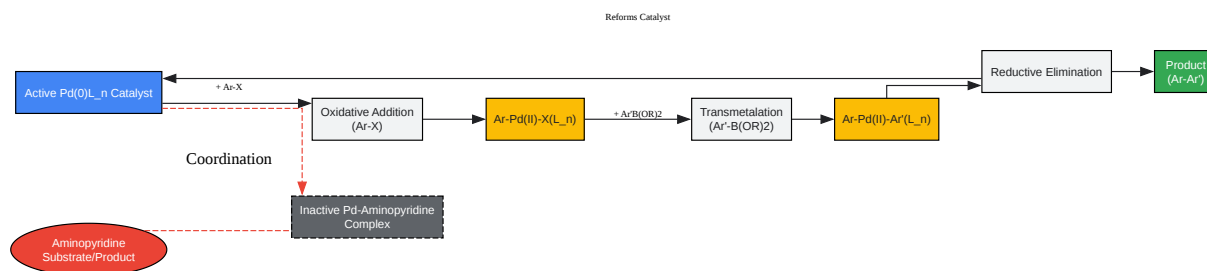 Reforms Catalyst
Active Pd(0)L_n Catalyst
+ Ar-X
Oxidative Addition
(Ar-X)
Ar-Pd(II)-X(L_n)
+ Ar'B(OR)2
Transmetalation
(Ar'-B(OR)2)
Ar-Pd(II)-Ar'(L_n)
Reductive Elimination
Product
(Ar-Ar')
Coordination
Inactive Pd-Aminopyridine
Complex
Aminopyridine
Substrate/Product